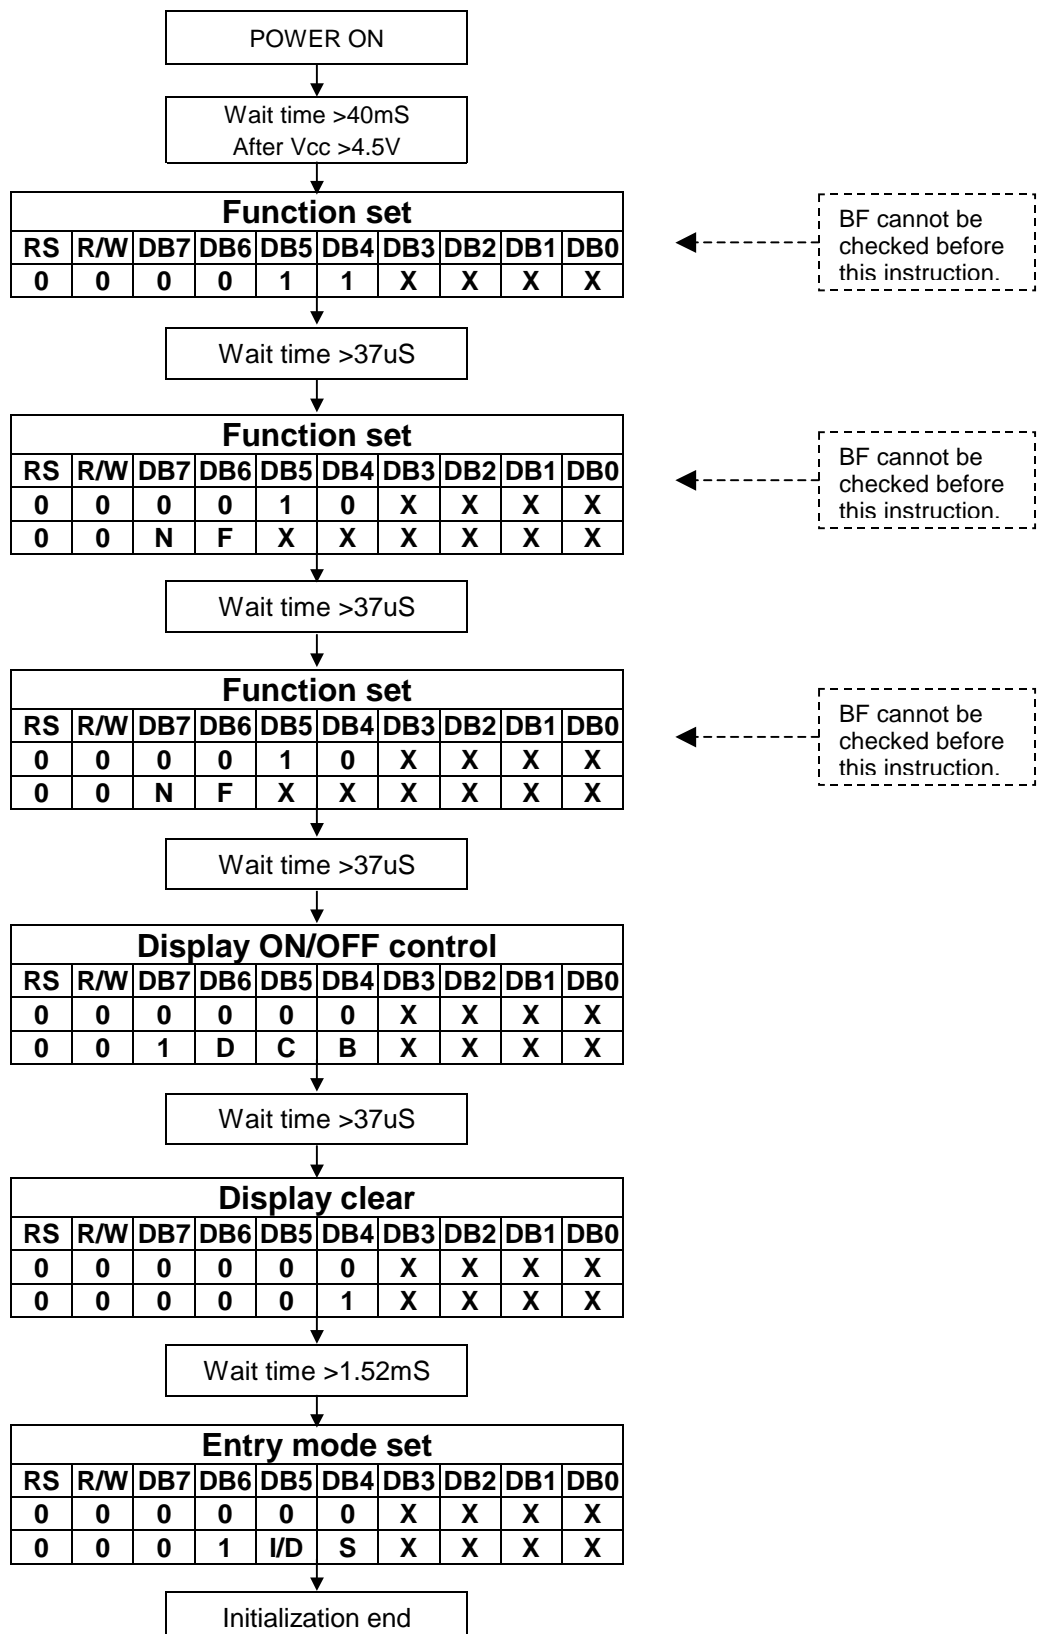 POWER ON
Wait time >40mS
After Vcc >4.5V
Function set
RS R/W DB7 DB6 DB5 DB4 DB3 DB2 DB1 DB0
0 0 0 0 1 1 X X X X
BF cannot be
checked before
this instruction.
Wait time >37uS
Function set
RS R/W DB7 DB6 DB5 DB4 DB3 DB2 DB1 DB0
0 0 0 0 1 0 X X X X
0 0 N F X X X X X X
BF cannot be
checked before
this instruction.
Wait time >37uS
Function set
RS R/W DB7 DB6 DB5 DB4 DB3 DB2 DB1 DB0
0 0 0 0 1 0 X X X X
0 0 N F X X X X X X
BF cannot be
checked before
this instruction.
Wait time >37uS
Display ON/OFF control
RS R/W DB7 DB6 DB5 DB4 DB3 DB2 DB1 DB0
0 0 0 0 0 0 X X X X
0 0 1 D C B X X X X
Wait time >37uS
Display clear
RS R/W DB7 DB6 DB5 DB4 DB3 DB2 DB1 DB0
0 0 0 0 0 0 X X X X
0 0 0 0 0 1 X X X X
Wait time >1.52mS
Entry mode set
RS R/W DB7 DB6 DB5 DB4 DB3 DB2 DB1 DB0
0 0 0 0 0 0 X X X X
0 0 0 1 I/D S X X X X
Initialization end